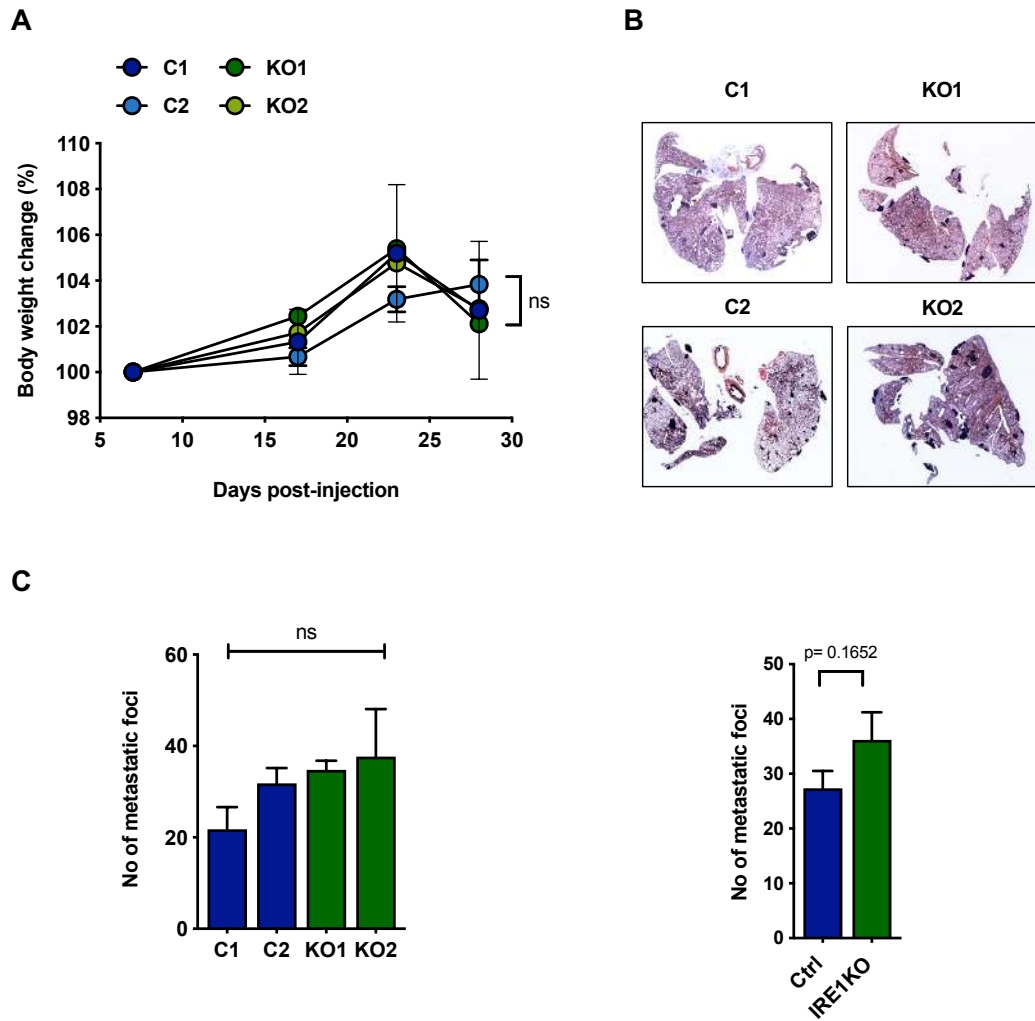 A
C1 KO1
C2 KO2
Body weight change (%)
110
108
106
104
102
100
98
5 10 15 20 25 30
Days post-injection
ns
B
C1 KO1
C2 KO2
C
No of metastatic foci
60
40
20
0
ns
C1 C2 KO1 KO2
No of metastatic foci
50
40
30
20
10
0
p= 0.1652
Ctrl
IRE1KO